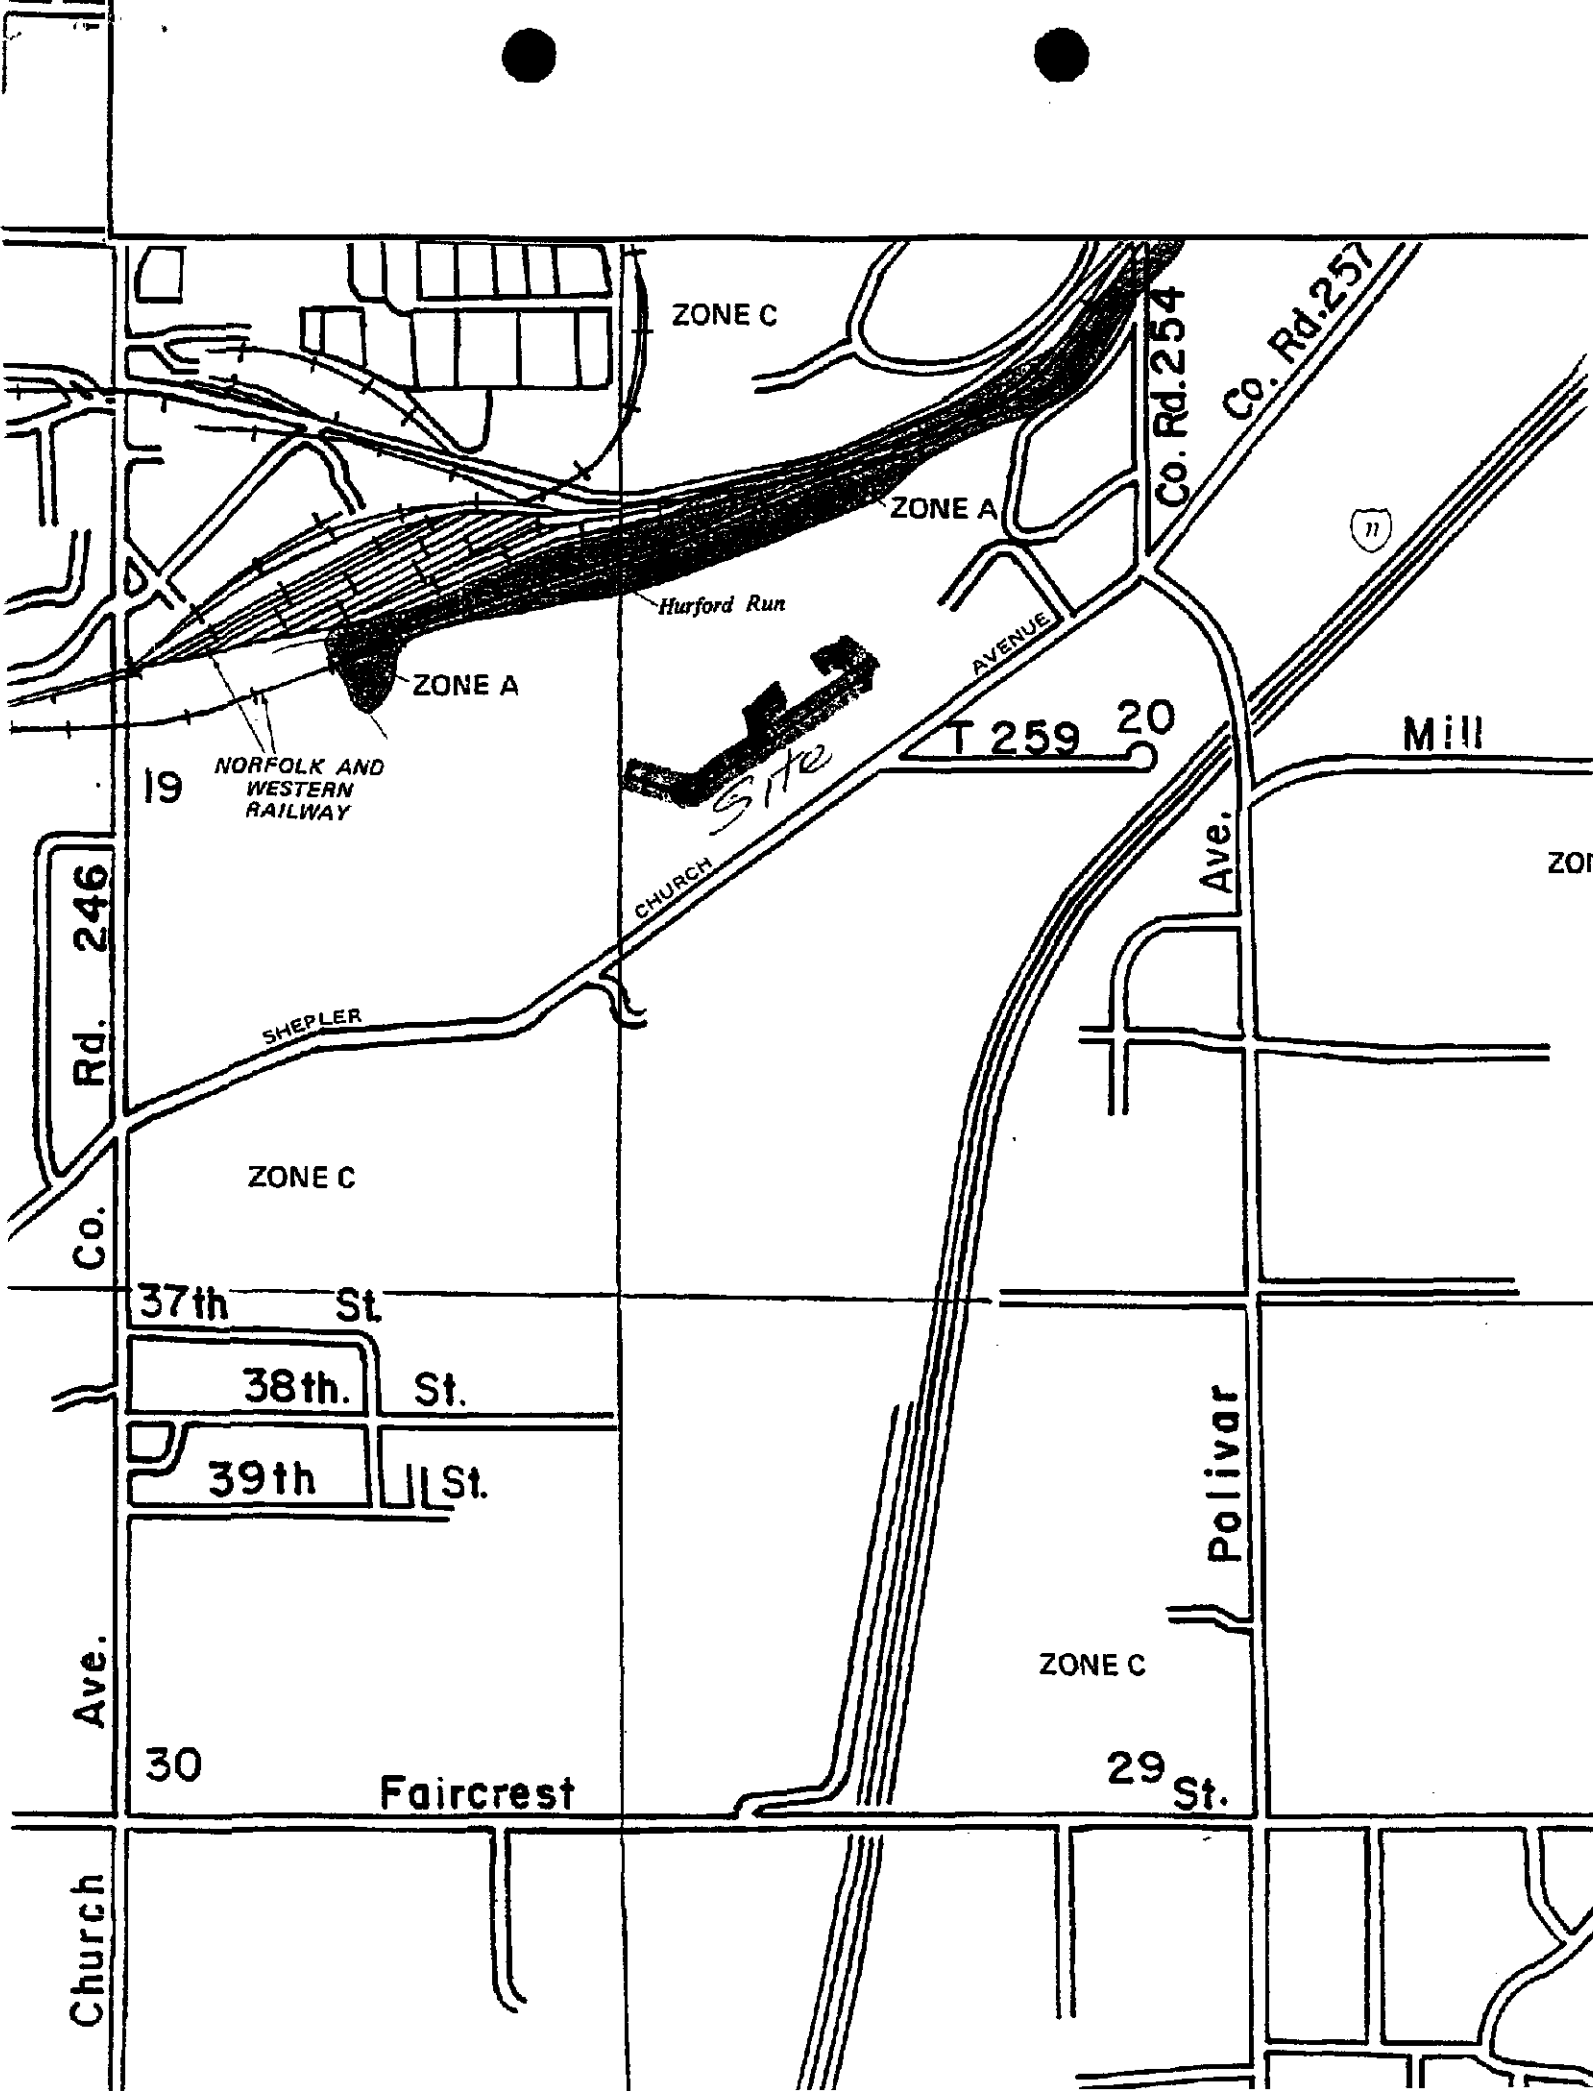 ZONE C
Co. Rd. 254
Co. Rd. 257
ZONE A
77
Hurford Run
ZONE A
AVENUE
T 259
20
Mill
19
NORFOLK AND
WESTERN
RAILWAY
Site
CHURCH
Ave.
Co. Rd. 246
SHEPLER
ZONE C
37th St.
38th. St.
39th St.
Polivar
ZONE C
Ave.
30
29
Faircrest St.
Church